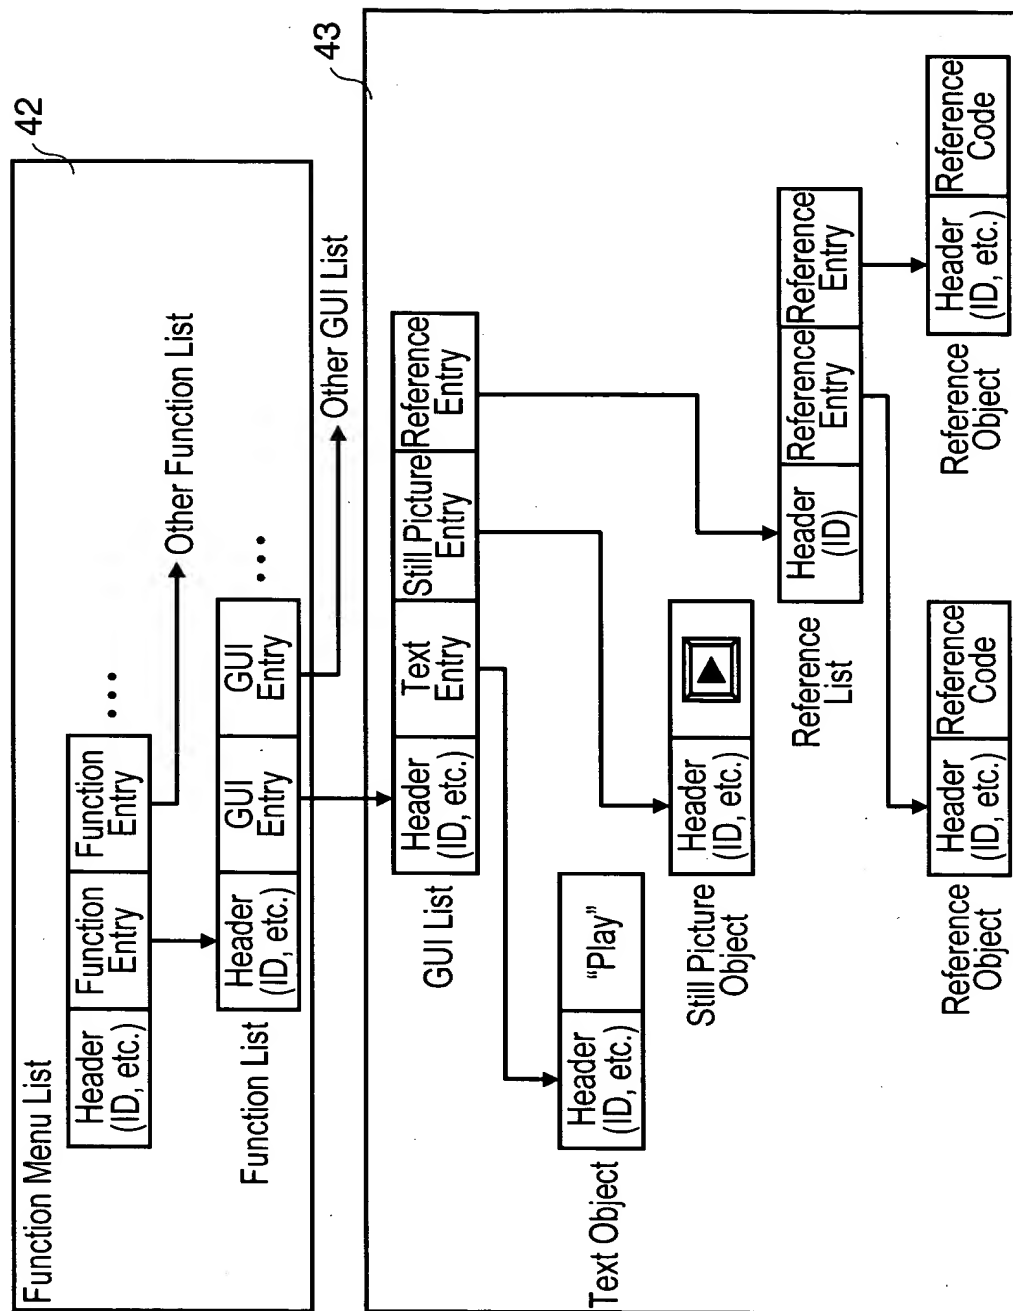 42
Function Menu List
Header
(ID, etc.)
Function
Entry
Function
Entry
•••
Other Function List
Function List
Header
(ID, etc.)
GUI
Entry
GUI
Entry
•••
Other GUI List
43
GUI List
Header
(ID, etc.)
Text
Entry
Still Picture
Entry
Reference
Entry
Text Object
Header
(ID, etc.)
“Play”
Still Picture
Object
Header
(ID, etc.)
Reference
List
Header
(ID)
Reference
Entry
Reference
Entry
Reference
Object
Header
(ID, etc.)
Reference
Code
Reference
Object
Header
(ID, etc.)
Reference
Code